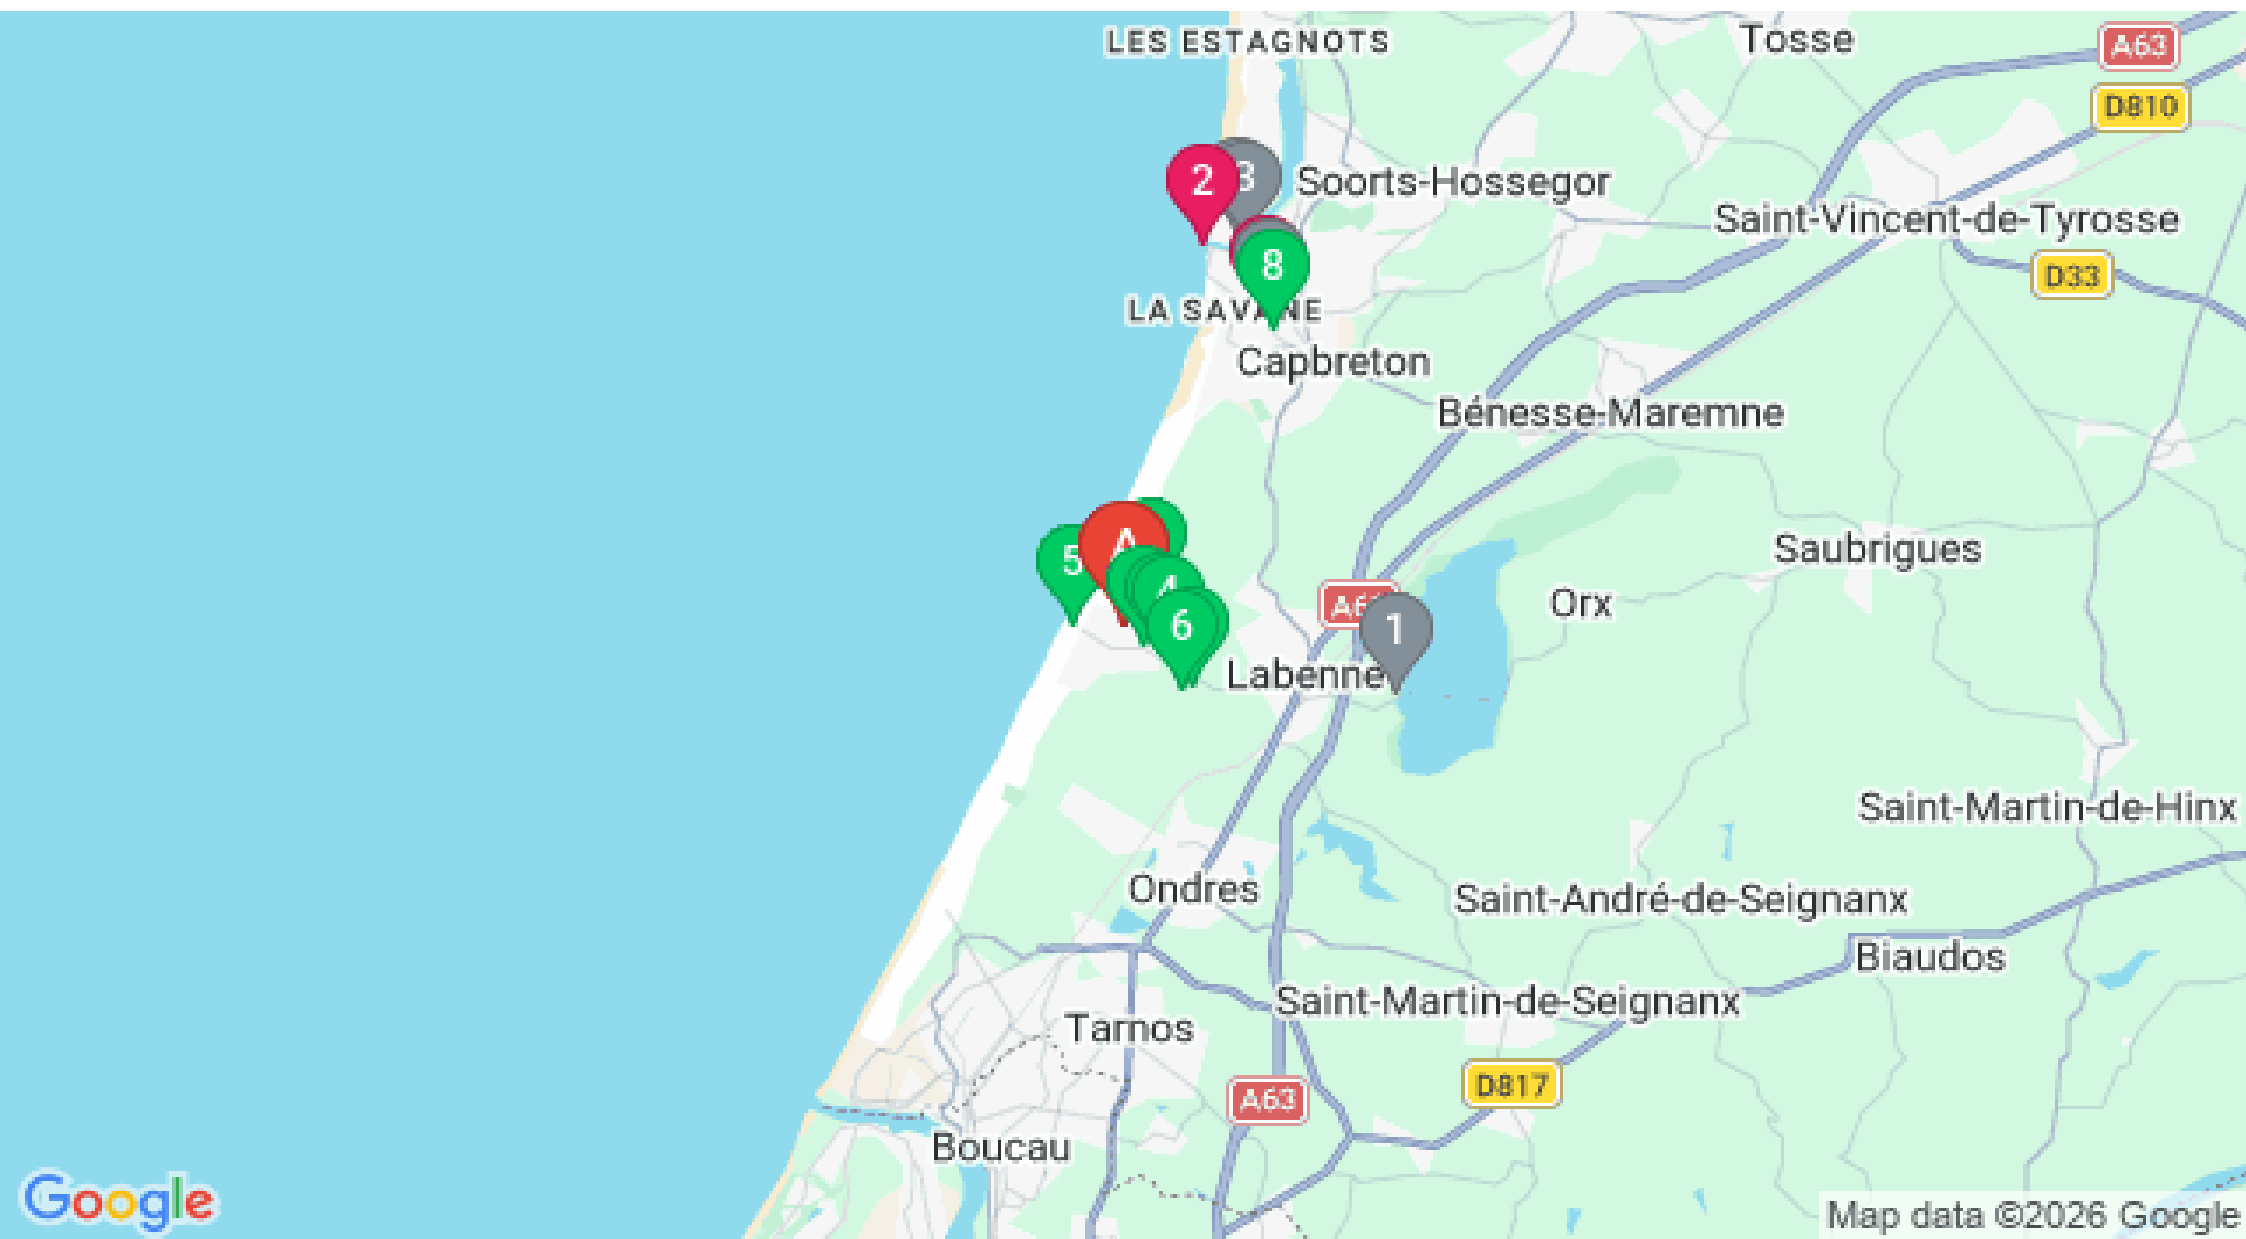 LES ESTAGNOTS
Tosse
A63
D810
2
3
Soorts-Hossegor
Saint-Vincent-de-Tyrosse
8
D33
LA SAVANE
Capbreton
Bénesse-Maremne
5
A
4
Saubrigues
6
A63
1
Orx
Labenne
Saint-Martin-de-Hinx
Ondres
Saint-André-de-Seignanx
Biaudos
Saint-Martin-de-Seignanx
Tarnos
A63
D817
Boucau
Google
Map data ©2026 Google